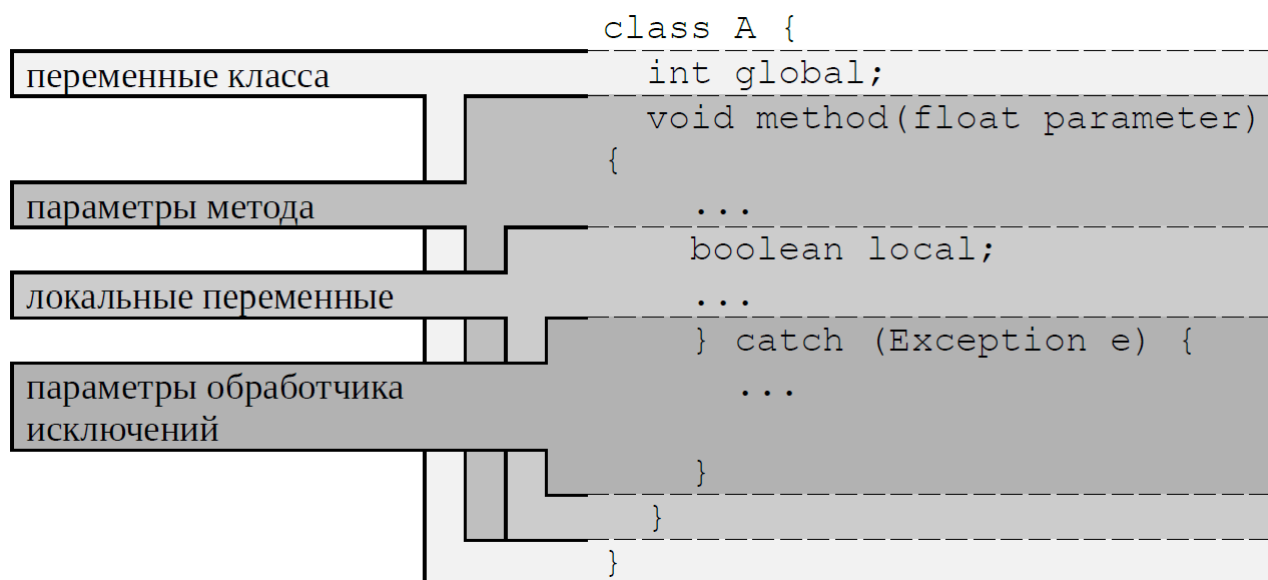 class A {
переменные класса
int global;
void method(float parameter)
{
параметры метода
...
boolean local;
локальные переменные
...
} catch (Exception e) {
параметры обработчика
...
исключений
}
}
}